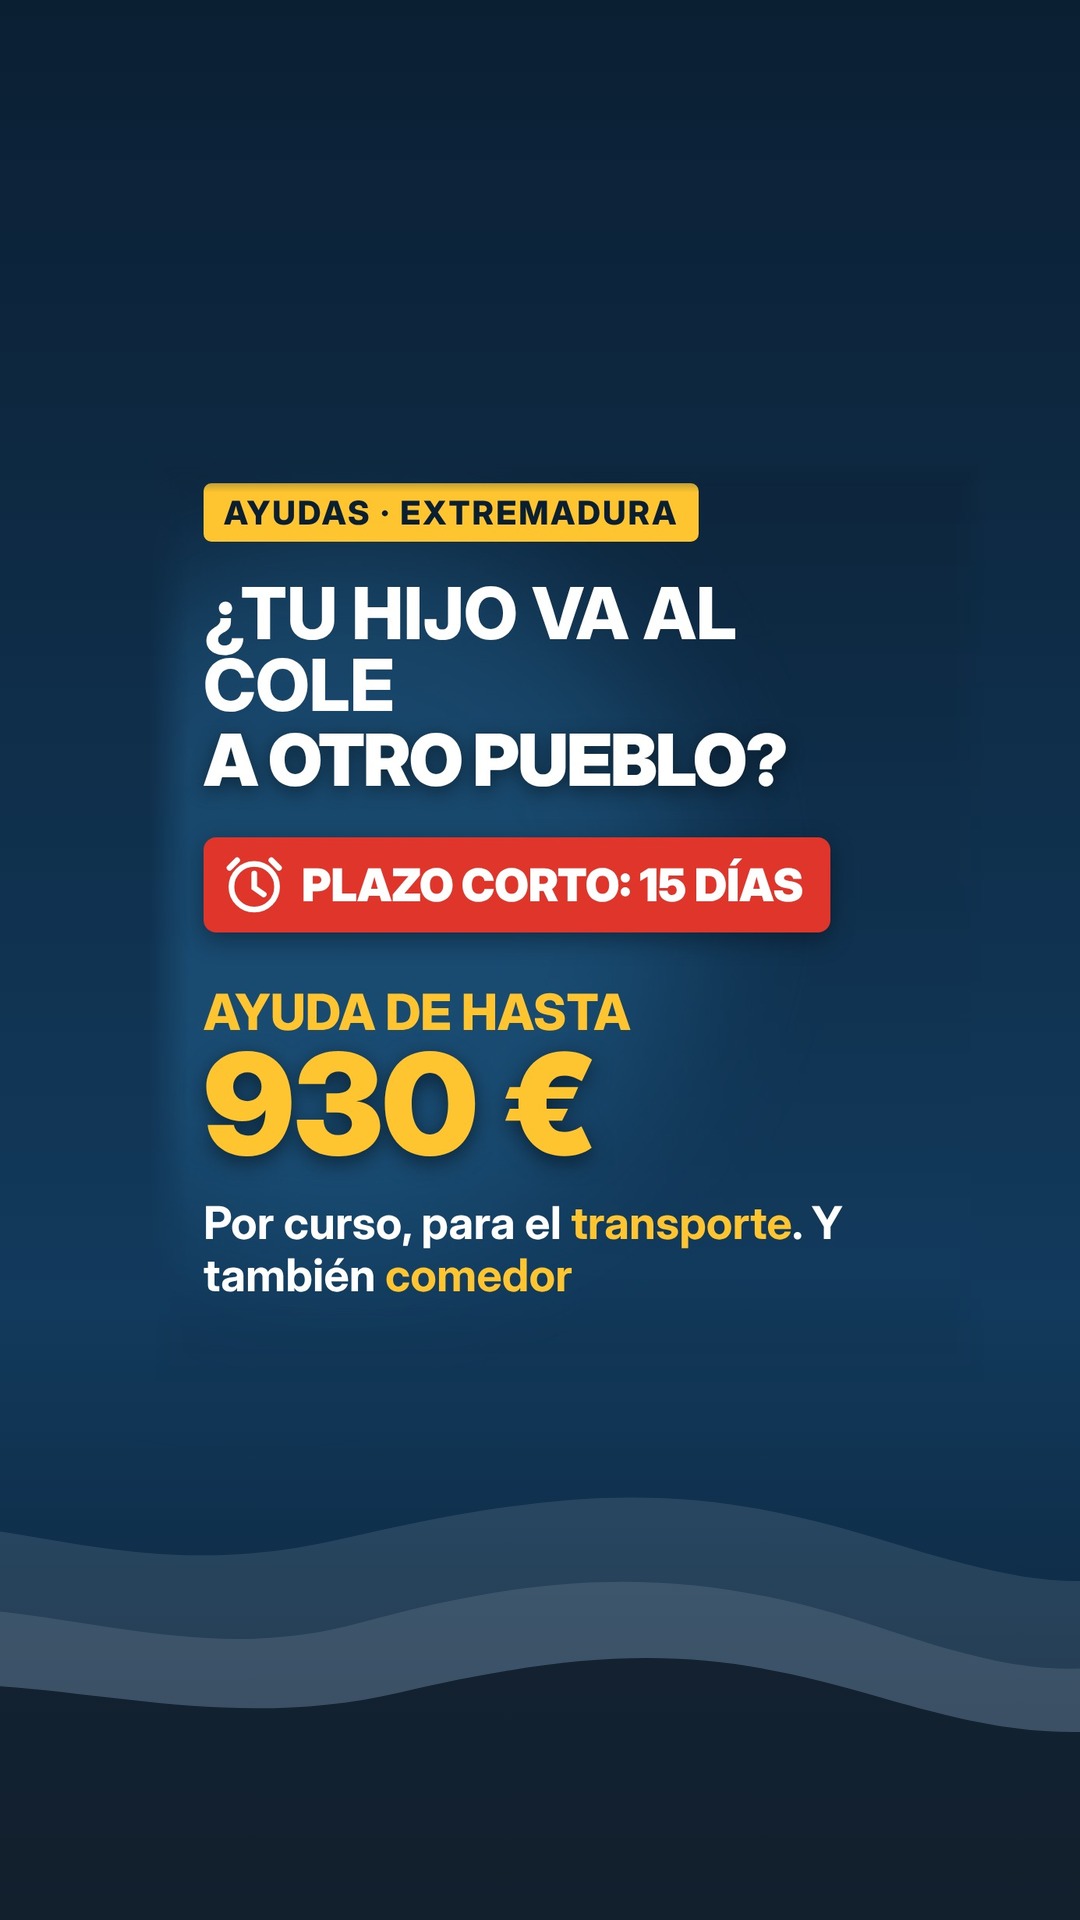 AYUDAS · EXTREMADURA
¿TU HIJO VA AL
COLE
A OTRO PUEBLO?
PLAZO CORTO: 15 DÍAS
AYUDA DE HASTA
930 €
Por curso, para el transporte. Y
también comedor